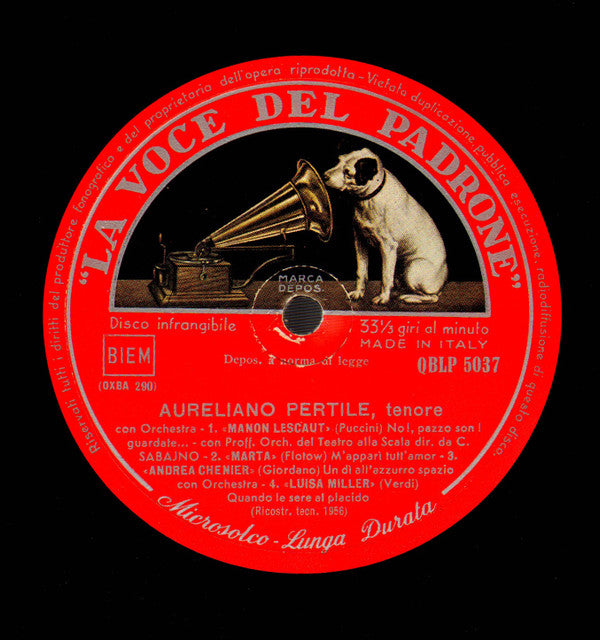 Riservati tutti i diritti del produttore fonografico e del proprietario dell'opera riprodotta - Vietata duplicazione, pubblica esecuzione, radiodiffusione di questo disco.
“LA VOCE DEL PADRONE”
MARCA
DEPOS.
Disco infrangibile
33⅓ giri al minuto
MADE IN ITALY
Depos. a norma di legge
BIEM
QBLP 5037
(OXBA 290)
AURELIANO PERTILE, tenore
con Orchestra - 1. «MANON LESCAUT» (Puccini) No!, pazzo son!
guardate... - con Proff. Orch. del Teatro alla Scala dir. da C.
SABAJNO - 2. «MARTA» (Flotow) M'apparì tutt'amor - 3.
«ANDREA CHENIER» (Giordano) Un dì all'azzurro spazio
con Orchestra - 4. «LUISA MILLER» (Verdi)
Quando le sere al placido
(Ricostr. tecn. 1956)
Microsolco - Lunga Durata